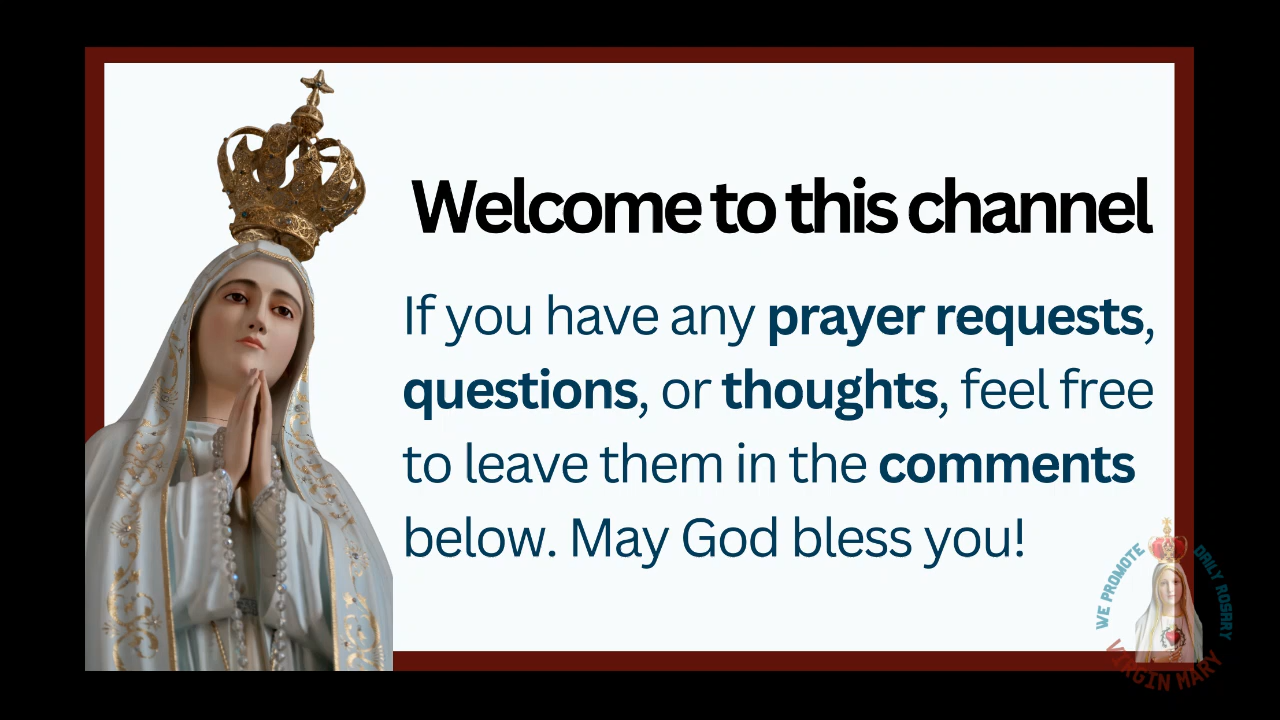 Welcome to this channel
If you have any prayer requests,
questions, or thoughts, feel free
to leave them in the comments
below. May God bless you!
WE PROMOTE
DAILY ROSARY
VIRGIN MARY